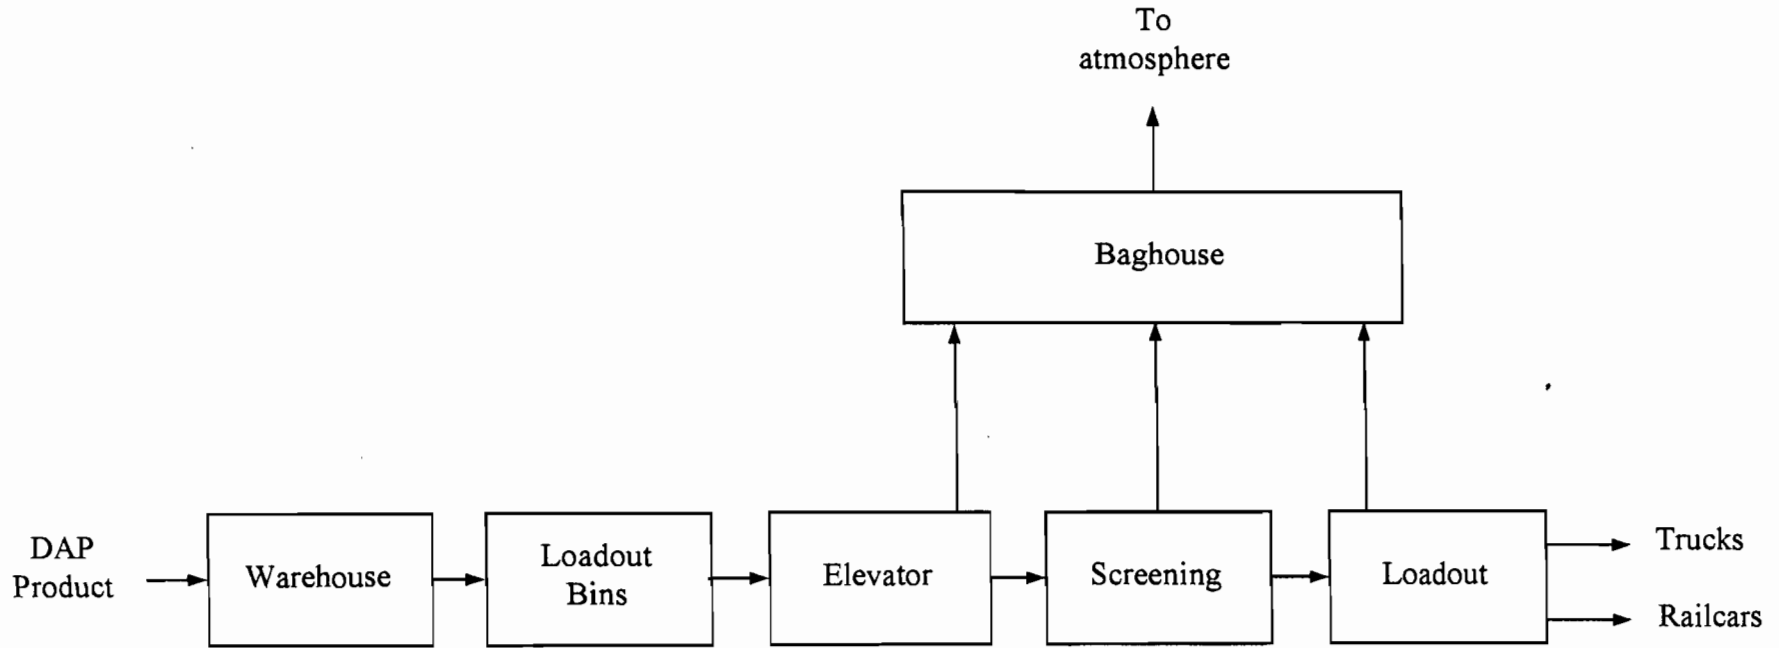 To
atmosphere
Baghouse
DAP
Product
Warehouse
Loadout
Bins
Elevator
Screening
Loadout
Trucks
Railcars